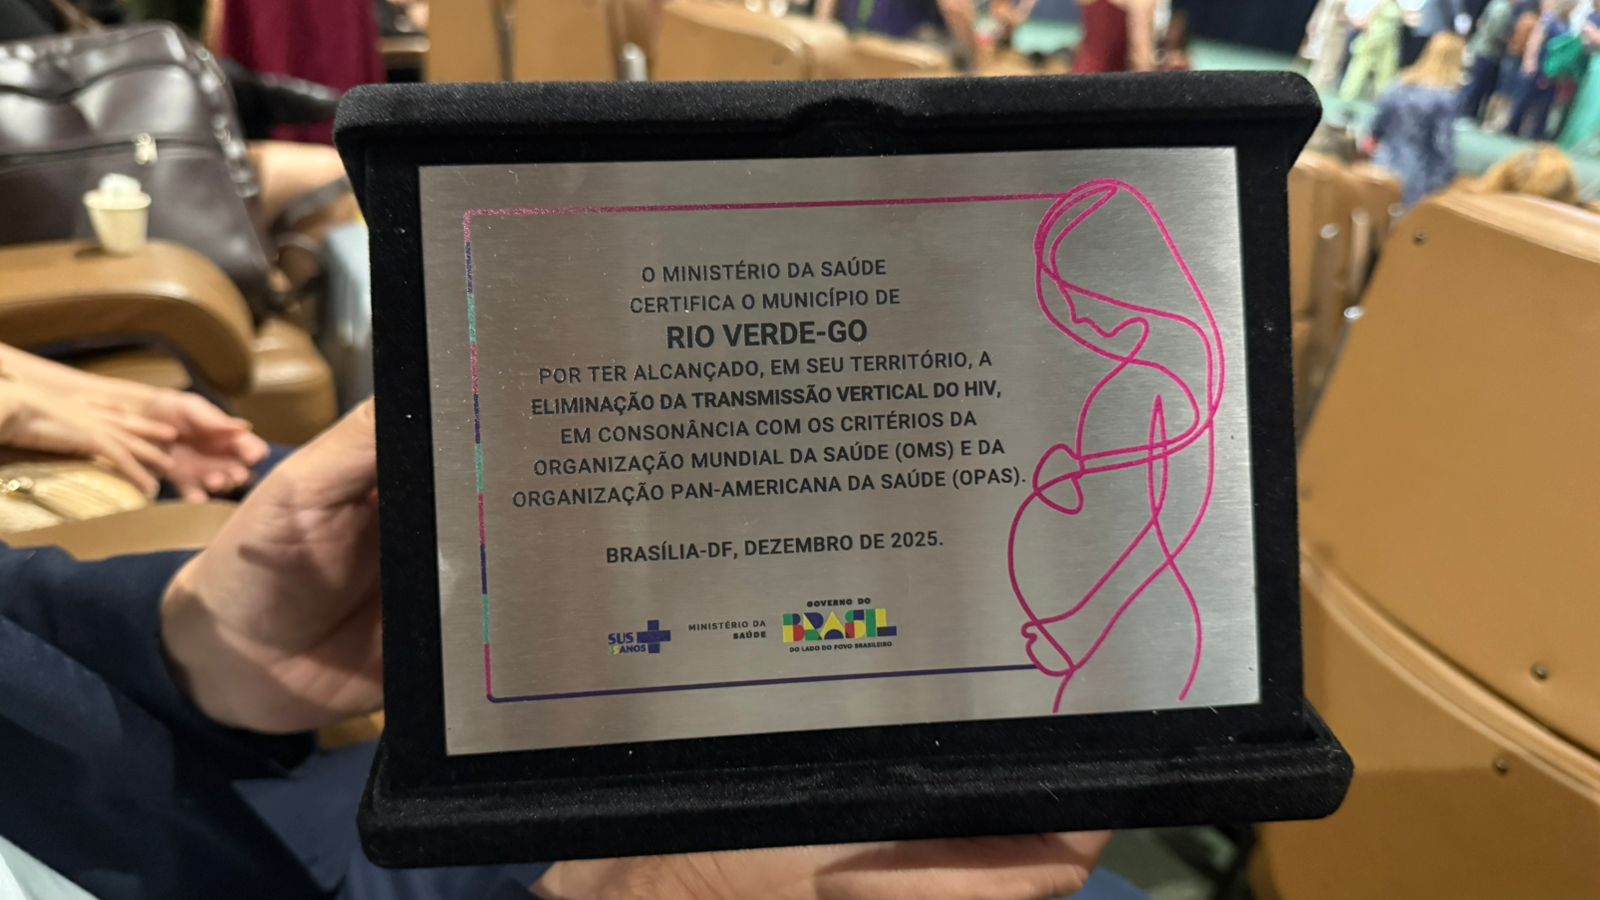 O MINISTÉRIO DA SAÚDE
CERTIFICA O MUNICÍPIO DE
RIO VERDE-GO
POR TER ALCANÇADO, EM SEU TERRITÓRIO, A
ELIMINAÇÃO DA TRANSMISSÃO VERTICAL DO HIV,
EM CONSONÂNCIA COM OS CRITÉRIOS DA
ORGANIZAÇÃO MUNDIAL DA SAÚDE (OMS) E DA
ORGANIZAÇÃO PAN-AMERICANA DA SAÚDE (OPAS).
BRASÍLIA-DF, DEZEMBRO DE 2025.
SUS
ANOS
MINISTÉRIO DA
SAÚDE
GOVERNO DO
BRASIL
DO LADO DO POVO BRASILEIRO